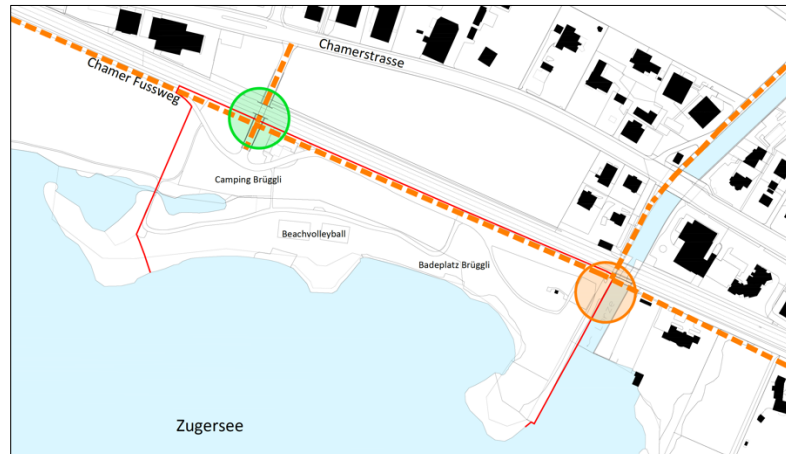 Chamerstrasse
Chamer Fussweg
Camping Brüggli
Beachvolleyball
Badeplatz Brüggli
Zugersee